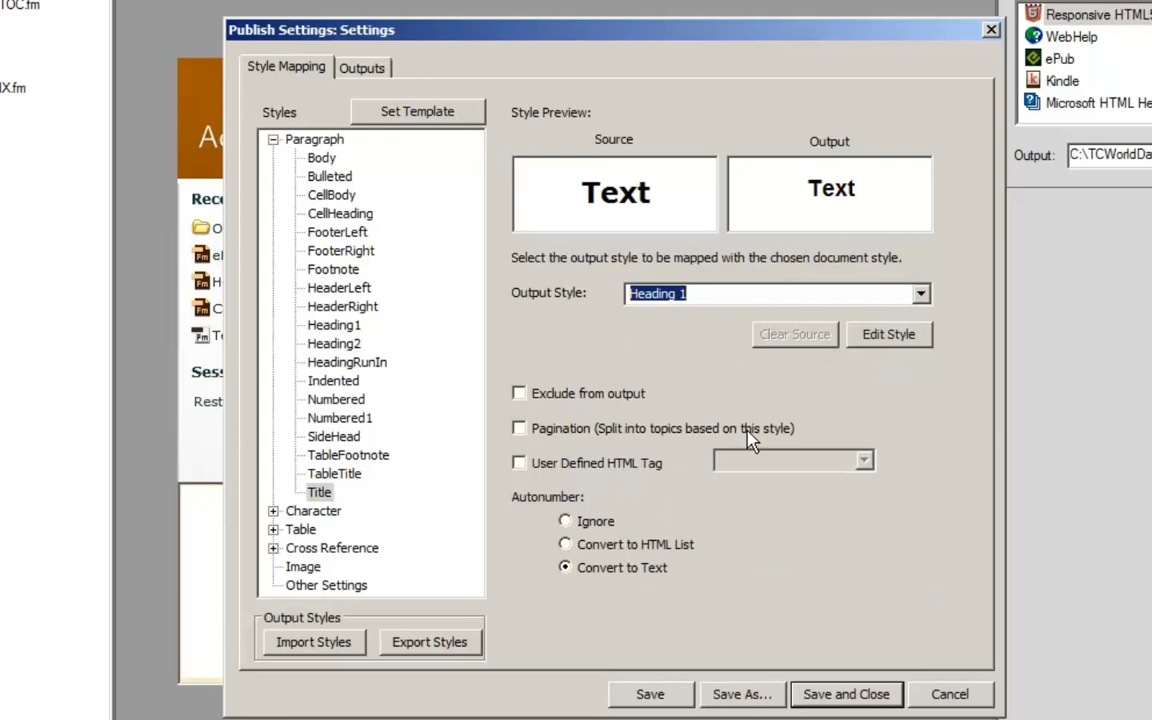 TOC.fm
X.fm
Publish Settings: Settings
Style Mapping
Outputs
Styles
Set Template
Paragraph
Body
Bulleted
CellBody
CellHeading
FooterLeft
FooterRight
Footnote
HeaderLeft
HeaderRight
Heading1
Heading2
HeadingRunIn
Indented
Numbered
Numbered1
SideHead
TableFootnote
TableTitle
Title
Character
Table
Cross Reference
Image
Other Settings
Output Styles
Import Styles
Export Styles
Style Preview:
Source
Output
Text
Text
Select the output style to be mapped with the chosen document style.
Output Style:
Heading 1
Clear Source
Edit Style
Exclude from output
Pagination (Split into topics based on this style)
User Defined HTML Tag
Autonumber:
Ignore
Convert to HTML List
Convert to Text
Save
Save As...
Save and Close
Cancel
A
Rece
O
Fm
el
Fm
H
Fm
C
Fm
T
Sess
Rest
Responsive HTML5
WebHelp
ePub
Kindle
Microsoft HTML He
Output:
C:\TCWorldDa